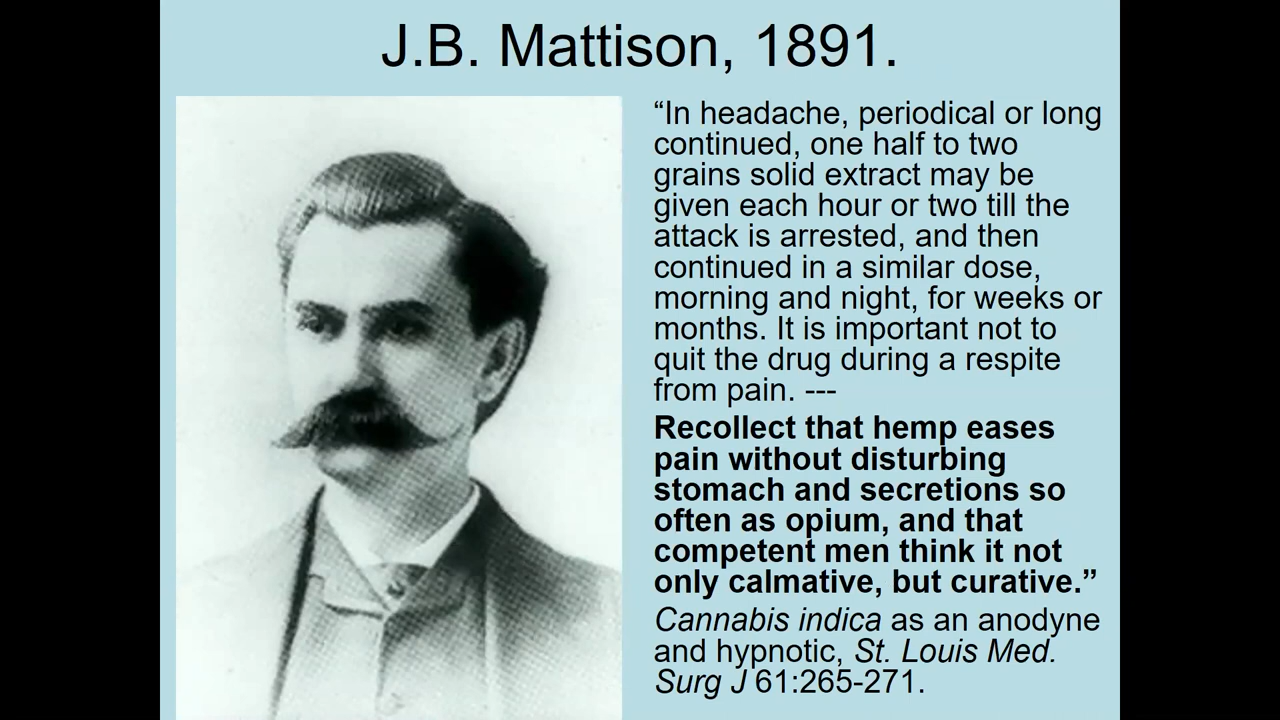 J.B. Mattison, 1891.
“In headache, periodical or long
continued, one half to two
grains solid extract may be
given each hour or two till the
attack is arrested, and then
continued in a similar dose,
morning and night, for weeks or
months. It is important not to
quit the drug during a respite
from pain. ---
Recollect that hemp eases
pain without disturbing
stomach and secretions so
often as opium, and that
competent men think it not
only calmative, but curative.”
Cannabis indica as an anodyne
and hypnotic, St. Louis Med.
Surg J 61:265-271.